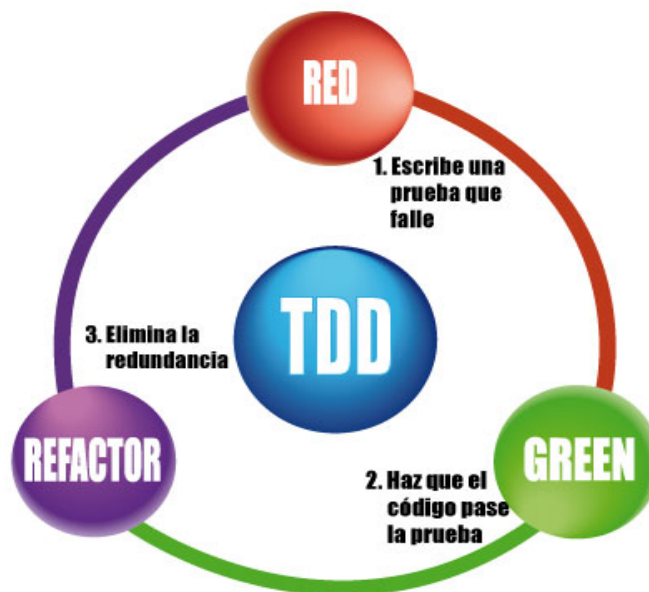 RED
1. Escribe una
prueba que
falle
TDD
3. Elimina la
redundancia
REFACTOR
GREEN
2. Haz que el
código pase
la prueba